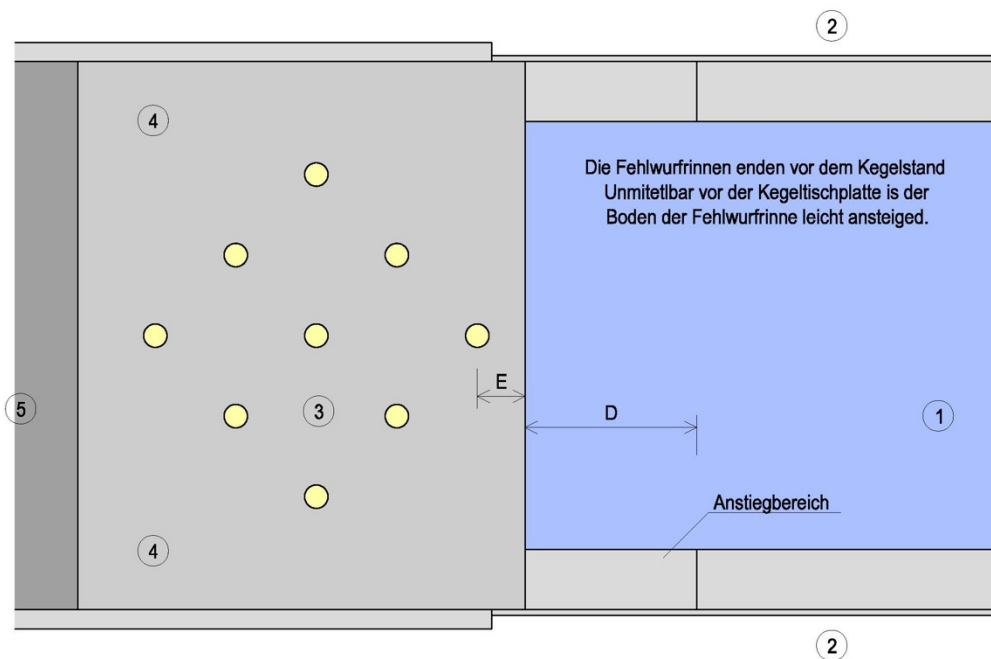 2
4
Die Fehlwurfrinnen enden vor dem Kegelstand
Unmitetlbar vor der Kegeltischplatte is der
Boden der Fehlwurfrinne leicht ansteiged.
E
5
3
D
1
Anstiegbereich
4
2